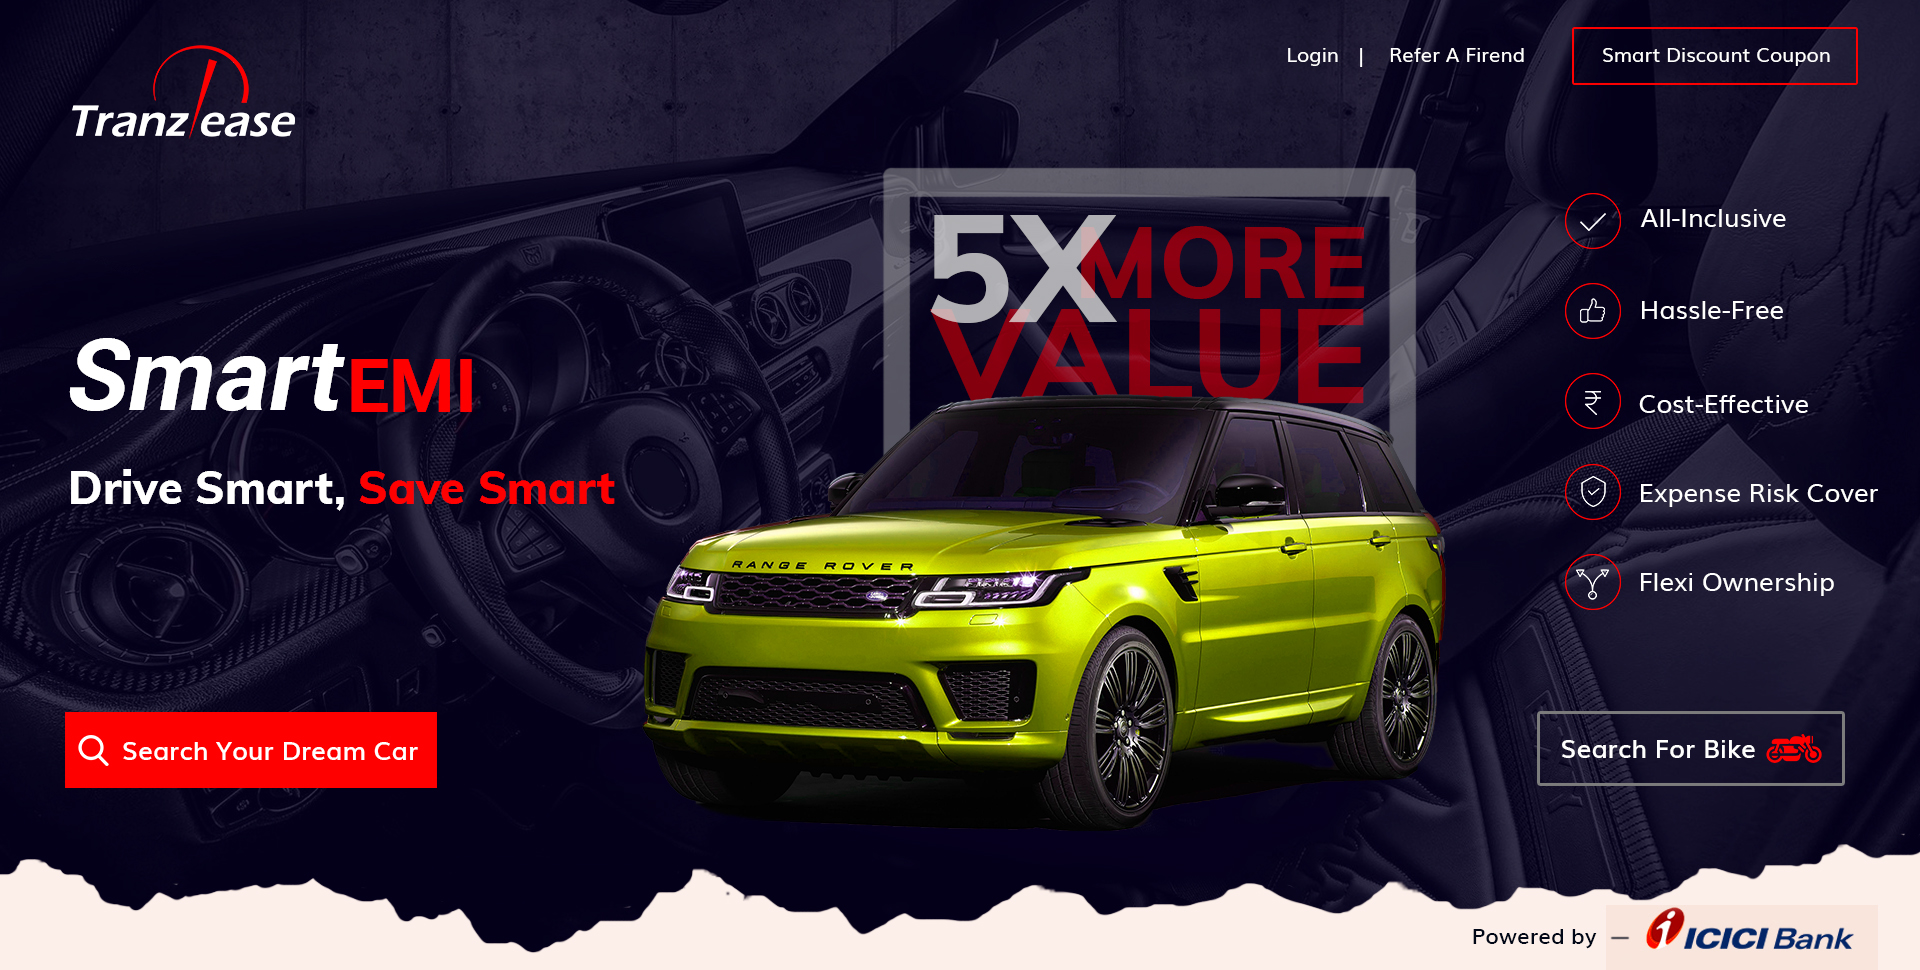 Login | Refer A Firend
Smart Discount Coupon
Tranzlease
5X MORE
VALUE
All-Inclusive
Hassle-Free
Cost-Effective
Expense Risk Cover
Flexi Ownership
Smart EMI
Drive Smart, Save Smart
RANGE ROVER
Search Your Dream Car
Search For Bike
Powered by – ICICI Bank